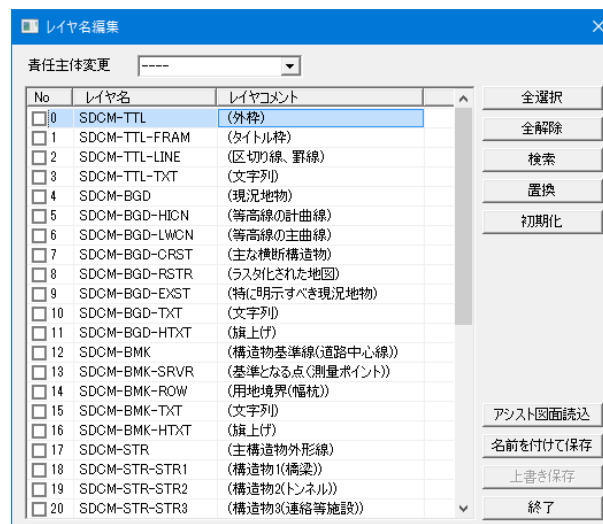 レイヤ名編集
責任主体変更 ----
No レイヤ名 レイヤコメント
0 SDCM-TTL (外枠)
1 SDCM-TTL-FRAM (タイトル枠)
2 SDCM-TTL-LINE (区切り線、罫線)
3 SDCM-TTL-TXT (文字列)
4 SDCM-BGD (現況地物)
5 SDCM-BGD-HICN (等高線の計曲線)
6 SDCM-BGD-LWCN (等高線の主曲線)
7 SDCM-BGD-CRST (主な横断構造物)
8 SDCM-BGD-RSTR (ラスタ化された地図)
9 SDCM-BGD-EXST (特に明示すべき現況地物)
10 SDCM-BGD-TXT (文字列)
11 SDCM-BGD-HTXT (旗上げ)
12 SDCM-BMK (構造物基準線(道路中心線))
13 SDCM-BMK-SRVR (基準となる点(測量ポイント))
14 SDCM-BMK-ROW (用地境界(幅杭))
15 SDCM-BMK-TXT (文字列)
16 SDCM-BMK-HTXT (旗上げ)
17 SDCM-STR (主構造物外形線)
18 SDCM-STR-STR1 (構造物1(橋梁))
19 SDCM-STR-STR2 (構造物2(トンネル))
20 SDCM-STR-STR3 (構造物3(連絡等施設))
全選択
全解除
検索
置換
初期化
アシスト図面読込
名前を付けて保存
上書き保存
終了